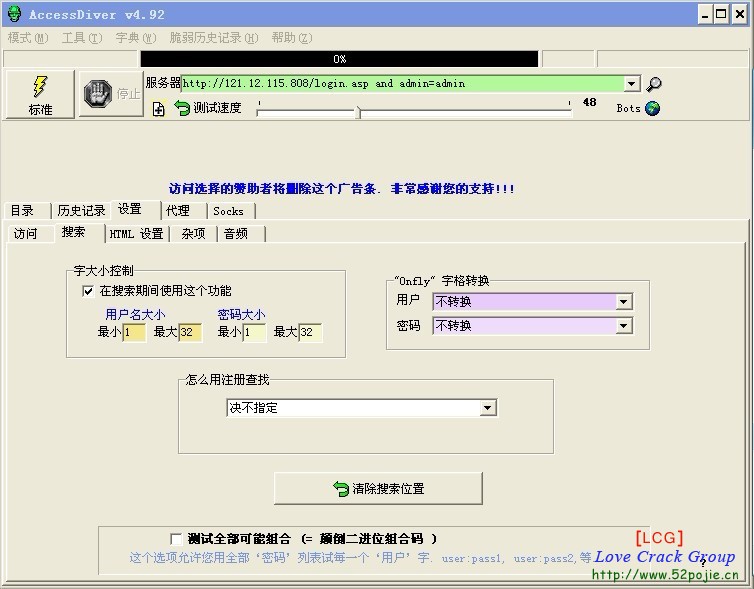 AccessDiver v4.92
模式(M) 工具(T) 字典(W) 脆弱历史记录(H) 帮助(Z)
0%
标准 停止 服务器 http://121.12.115.808/login.asp and admin=admin
测试速度 48 Bots
访问选择的赞助者将删除这个广告条. 非常感谢您的支持!!!
目录 历史记录 设置 代理 Socks
访问 搜索 HTML 设置 杂项 音频
字大小控制
在搜索期间使用这个功能
用户名大小 密码大小
最小 1 最大 32 最小 1 最大 32
"Onfly" 字格转换
用户 不转换
密码 不转换
怎么用注册查找
决不指定
清除搜索位置
测试全部可能组合 (= 颠倒二进位组合码 )
这个选项允许您用全部‘密码’列表试每一个‘用户’字. user:pass1, user:pass2,等
[LCG]
Love Crack Group
http://www.52pojie.cn